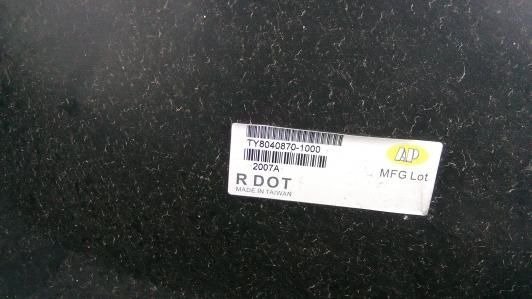 TY8040870-1000
2007A
R DOT
MADE IN TAIWAN
AP
MFG Lot